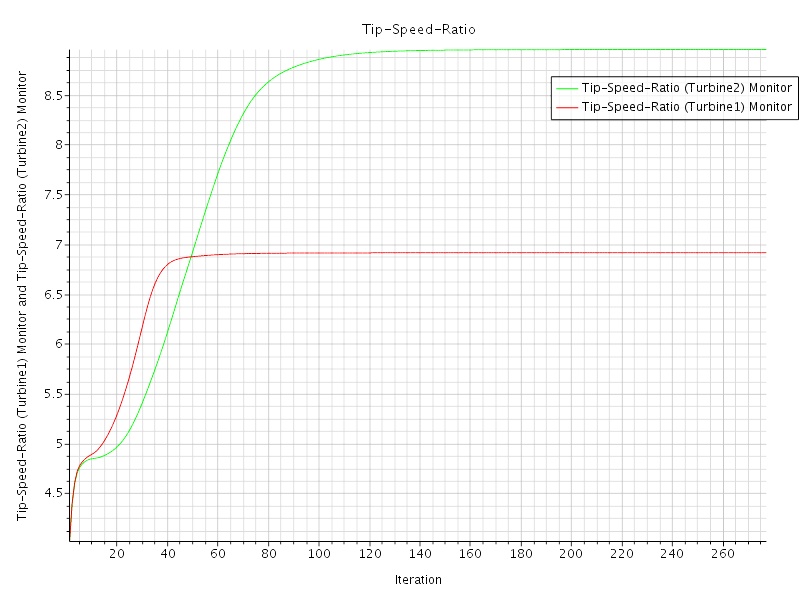 Tip-Speed-Ratio
Tip-Speed-Ratio (Turbine1) Monitor and Tip-Speed-Ratio (Turbine2) Monitor
8.5
8
7.5
7
6.5
6
5.5
5
4.5
Tip-Speed-Ratio (Turbine2) Monitor
Tip-Speed-Ratio (Turbine1) Monitor
20 40 60 80 100 120 140 160 180 200 220 240 260
Iteration